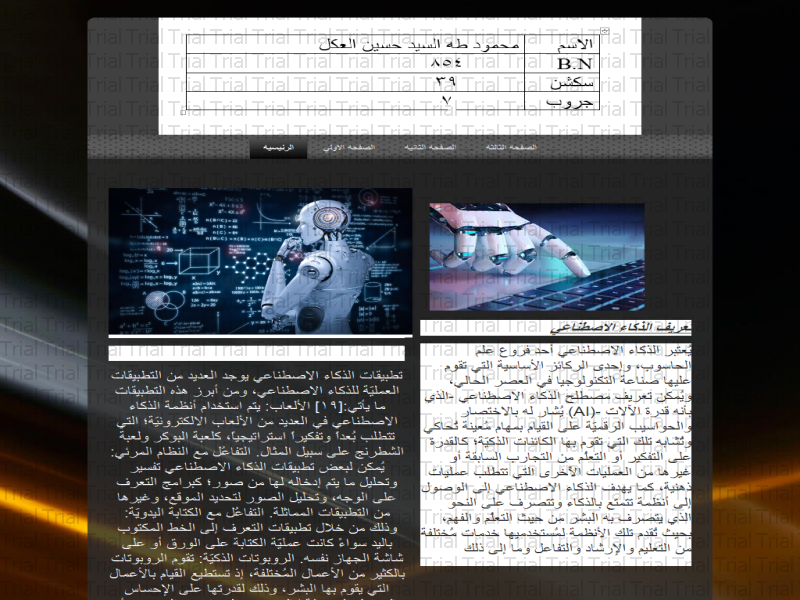 الاسم محمود طه السيد حسين العكل
B.N ٨٥٤
سكشن ٣٩
جروب ٧
الرئيسيه الصفحه الاولي الصفحه الثانيه الصفحه الثالثه
تعريف الذكاء الاصطناعي
يُعتبر الذكاء الاصطناعي أحد فروع علم
الحاسوب، وإحدى الركائز الأساسية التي تقوم
عليها صناعة التكنولوجيا في العصر الحالي،
ويُمكن تعريف مصطلح الذكاء الاصطناعي -الذي
يُشار له بالاختصار (AI)- بأنه قدرة الآلات
والحواسيب الرقميّة على القيام بمهام مُعينة تُحاكي
وتُشابه تلك التي تقوم بها الكائنات الذكيّة؛ كالقدرة
على التفكير أو التعلُم من التجارب السابقة أو
غيرها من العمليات الأخرى التي تتطلب عمليات
ذهنية، كما يهدف الذكاء الاصطناعي إلى الوصول
إلى أنظمة تتمتع بالذكاء وتتصرف على النحو
الذي يتصرف به البشر من حيث التعلُم والفهم،
بحيث تُقدم تلك الأنظمة لمُستخدميها خدمات مُختلفة
من التعليم والإرشاد والتفاعل وما إلى ذلك
تطبيقات الذكاء الاصطناعي يوجد العديد من التطبيقات
العمليّة للذكاء الاصطناعي، ومن أبرز هذه التطبيقات
ما يأتي:[١٩] الألعاب: يتم استخدام أنظمة الذكاء
الاصطناعي في العديد من الألعاب الالكترونيّة؛ التي
تتطلب بُعداً وتفكيراً استراتيجياً، كلعبة البوكر ولعبة
الشطرنج على سبيل المثال. التفاعُل مع النظام المرئي:
يُمكن لبعض تطبيقات الذكاء الاصطناعي تفسير
وتحليل ما يتم إدخاله لها من صور؛ كبرامج التعرف
على الوجه، وتحليل الصور لتحديد الموقع، وغيرها
من التطبيقات المماثلة. التفاعُل مع الكتابة اليدويّة:
وذلك من خلال تطبيقات التعرف إلى الخط المكتوب
باليد سواءً كانت عمليّة الكتابة على الورق أو على
شاشة الجهاز نفسه. الروبوتات الذكيّة: تقوم الروبوتات
بالكثير من الأعمال المُختلفة، إذ تستطيع القيام بالأعمال
التي يقوم بها البشر، وذلك لقدرتها على الإحساس